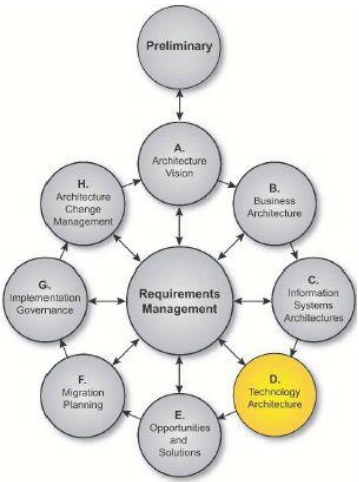 Preliminary
A.
Architecture
Vision
H.
Architecture
Change
Management
B.
Business
Architecture
G.
Implementation
Governance
Requirements
Management
C.
Information
Systems
Architectures
F.
Migration
Planning
D.
Technology
Architecture
E.
Opportunities
and
Solutions